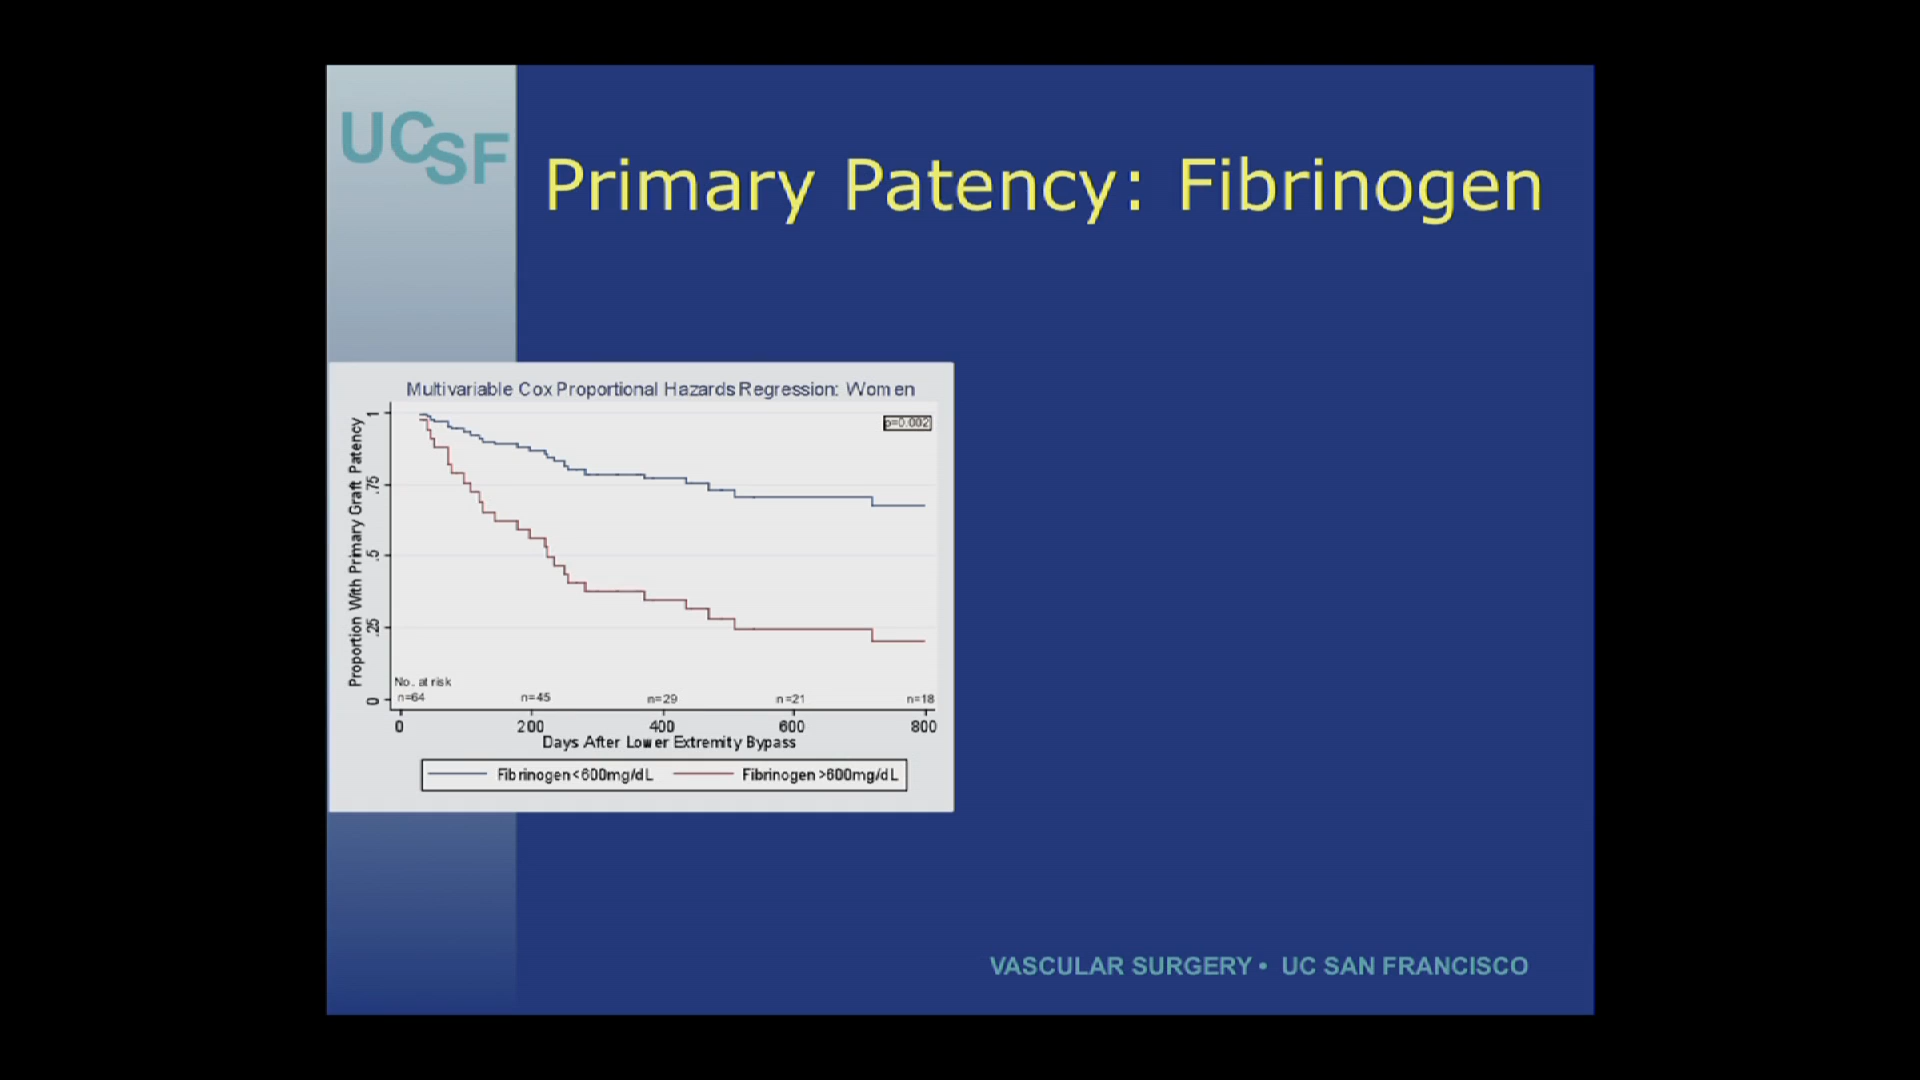 UCSF
Primary Patency: Fibrinogen
Multivariable Cox Proportional Hazards Regression: Women
p=0.002
Proportion With Primary Graft Patency
1
.75
.5
.25
0
No. at risk
n=64 n=45 n=29 n=21 n=18
0 200 400 600 800
Days After Lower Extremity Bypass
Fibrinogen <600mg/dL Fibrinogen >600mg/dL
VASCULAR SURGERY • UC SAN FRANCISCO